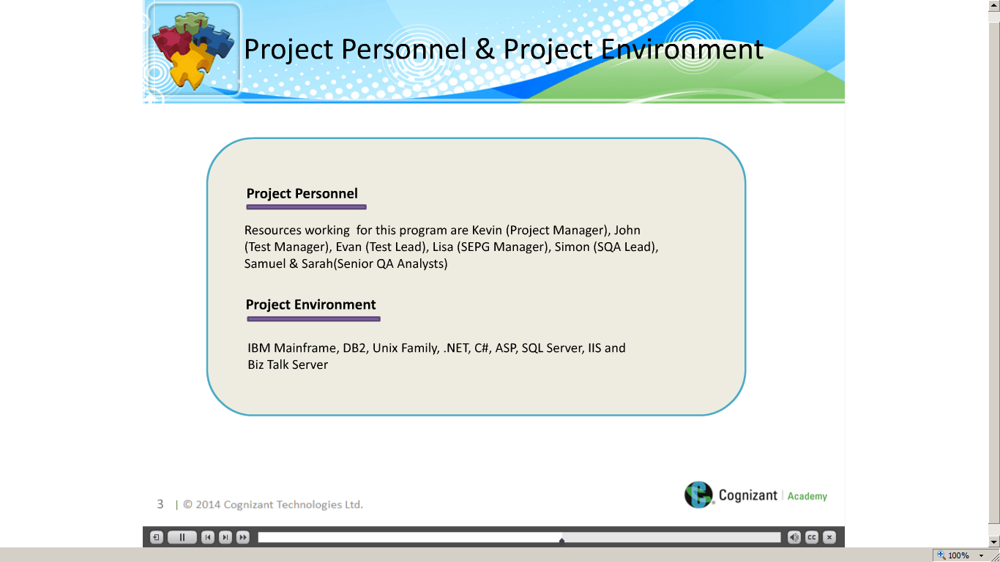 Project Personnel & Project Environment
Project Personnel
Resources working  for this program are Kevin (Project Manager), John
(Test Manager), Evan (Test Lead), Lisa (SEPG Manager), Simon (SQA Lead),
Samuel & Sarah(Senior QA Analysts)
Project Environment
IBM Mainframe, DB2, Unix Family, .NET, C#, ASP, SQL Server, IIS and
Biz Talk Server
3 | © 2014 Cognizant Technologies Ltd.
Cognizant | Academy
CC
100%